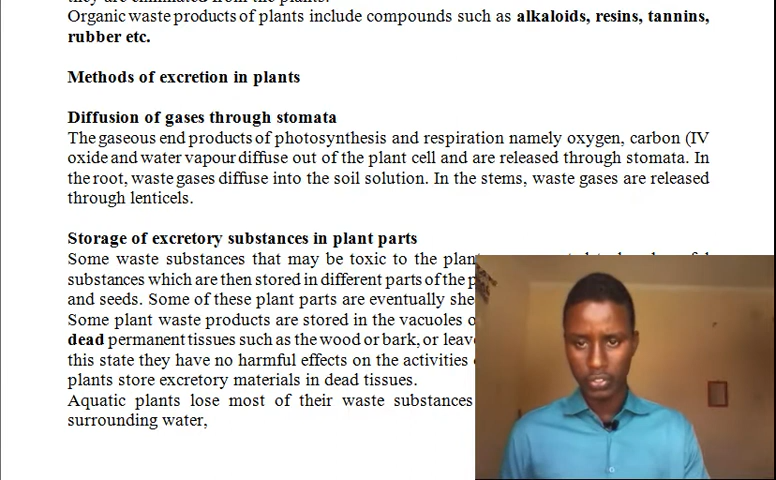 Organic waste products of plants include compounds such as alkaloids, resins, tannins,
rubber etc.
Methods of excretion in plants
Diffusion of gases through stomata
The gaseous end products of photosynthesis and respiration namely oxygen, carbon (IV
oxide and water vapour diffuse out of the plant cell and are released through stomata. In
the root, waste gases diffuse into the soil solution. In the stems, waste gases are released
through lenticels.
Storage of excretory substances in plant parts
Some waste substances that may be toxic to the plan
substances which are then stored in different parts of the p
and seeds. Some of these plant parts are eventually she
Some plant waste products are stored in the vacuoles o
dead permanent tissues such as the wood or bark, or leav
this state they have no harmful effects on the activities
plants store excretory materials in dead tissues.
Aquatic plants lose most of their waste substances
surrounding water,